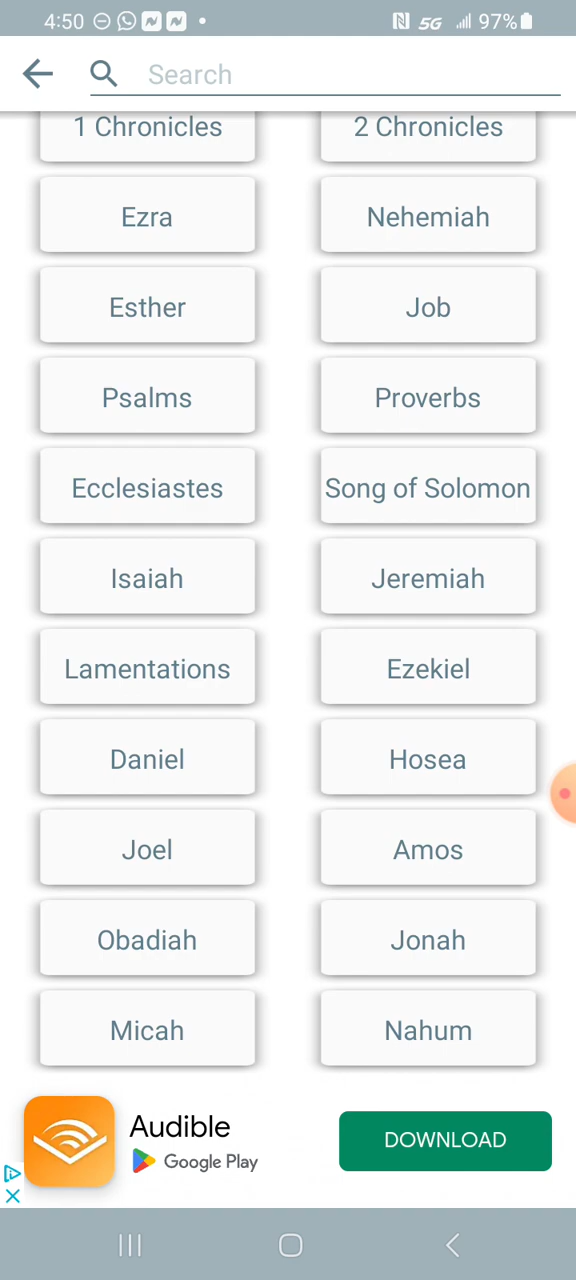 4:50
5G 97%
Search
1 Chronicles 2 Chronicles
Ezra Nehemiah
Esther Job
Psalms Proverbs
Ecclesiastes Song of Solomon
Isaiah Jeremiah
Lamentations Ezekiel
Daniel Hosea
Joel Amos
Obadiah Jonah
Micah Nahum
Audible
Google Play
DOWNLOAD